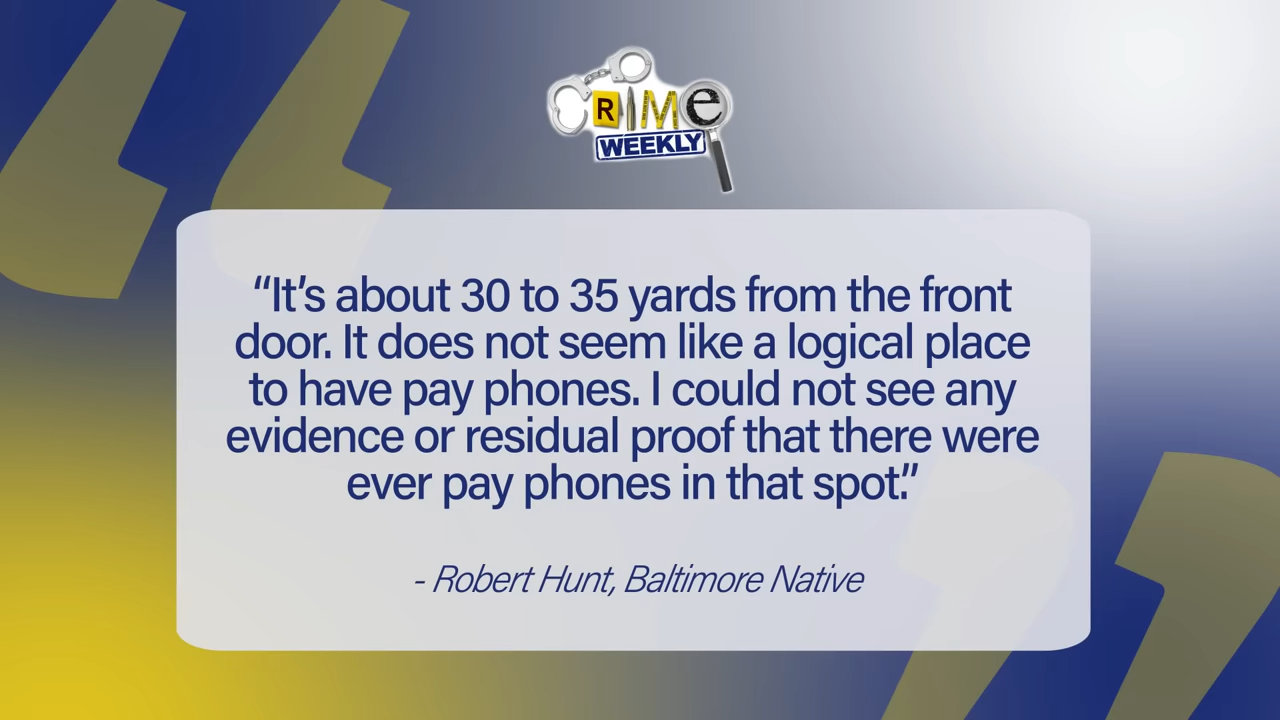 CRIMe
WEEKLY
“It’s about 30 to 35 yards from the front
door. It does not seem like a logical place
to have pay phones. I could not see any
evidence or residual proof that there were
ever pay phones in that spot.”
- Robert Hunt, Baltimore Native